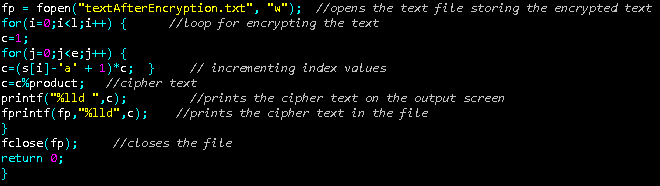 fp = fopen("textAfterEncryption.txt", "w");  //opens the text file storing the encrypted text
for(i=0;i<l;i++) {      //loop for encrypting the text
c=1;
for(j=0;j<e;j++) {
c=(s[i]-'a' + 1)*c;  }     // incrementing index values
c=c%product;   //cipher text
printf("%lld ",c);         //prints the cipher text on the output screen
fprintf(fp,"%lld",c);    //prints the cipher text in the file
}
fclose(fp);     //closes the file
return 0;
}